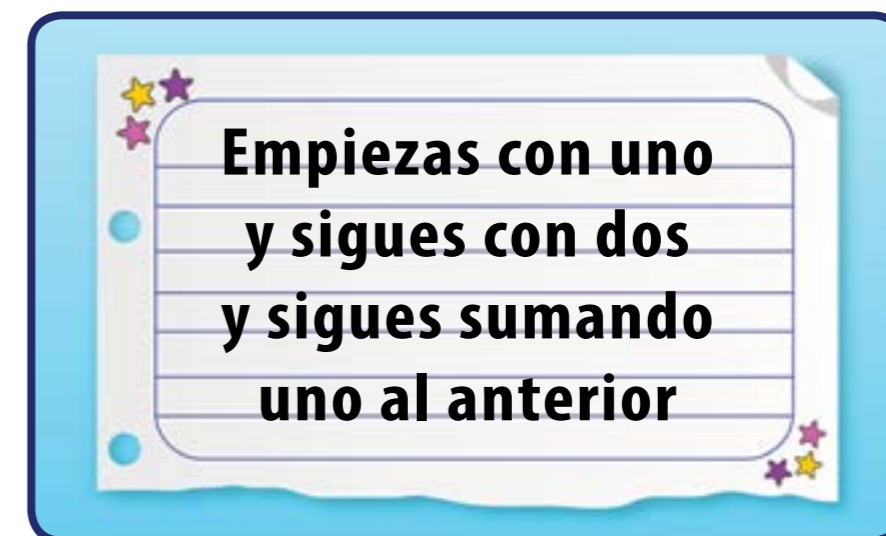 Empiezas con uno
y sigues con dos
y sigues sumando
uno al anterior